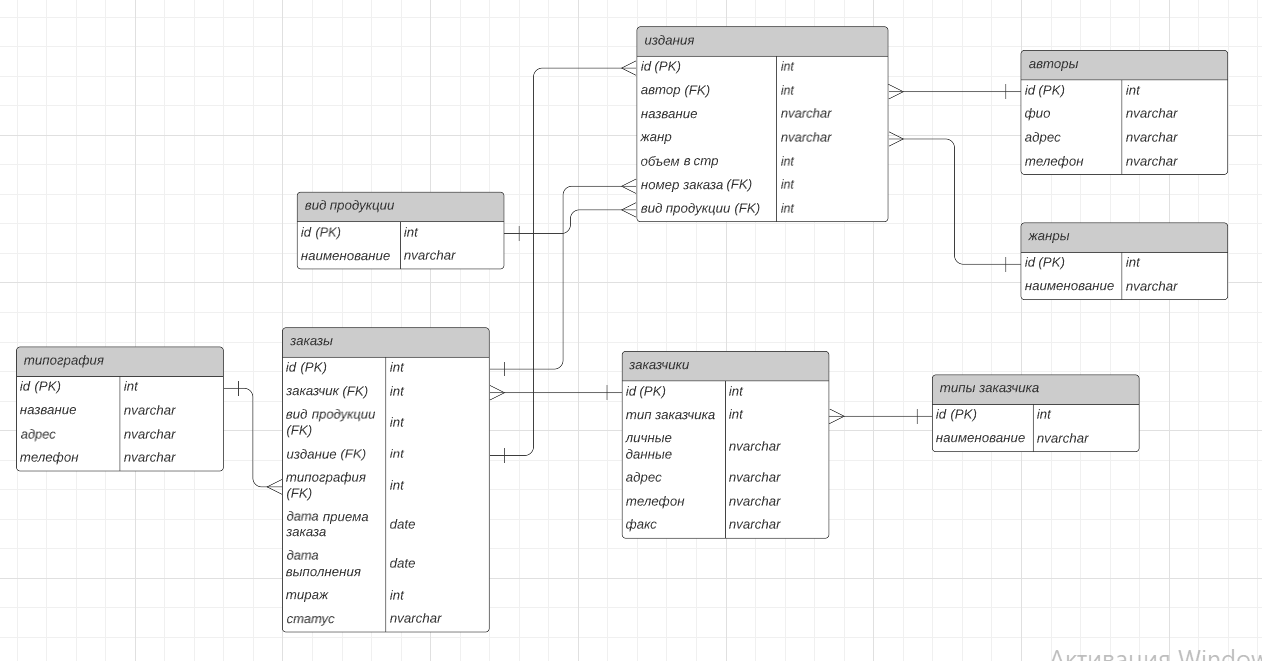 издания
id (PK) int
автор (FK) int
название nvarchar
жанр nvarchar
объем в стр int
номер заказа (FK) int
вид продукции (FK) int
авторы
id (PK) int
фио nvarchar
адрес nvarchar
телефон nvarchar
вид продукции
id (PK) int
наименование nvarchar
жанры
id (PK) int
наименование nvarchar
типография
id (PK) int
название nvarchar
адрес nvarchar
телефон nvarchar
заказы
id (PK) int
заказчик (FK) int
вид продукции
(FK) int
издание (FK) int
типография
(FK) int
дата приема
заказа date
дата
выполнения date
тираж int
статус nvarchar
заказчики
id (PK) int
тип заказчика int
личные
данные nvarchar
адрес nvarchar
телефон nvarchar
факс nvarchar
типы заказчика
id (PK) int
наименование nvarchar
Активация